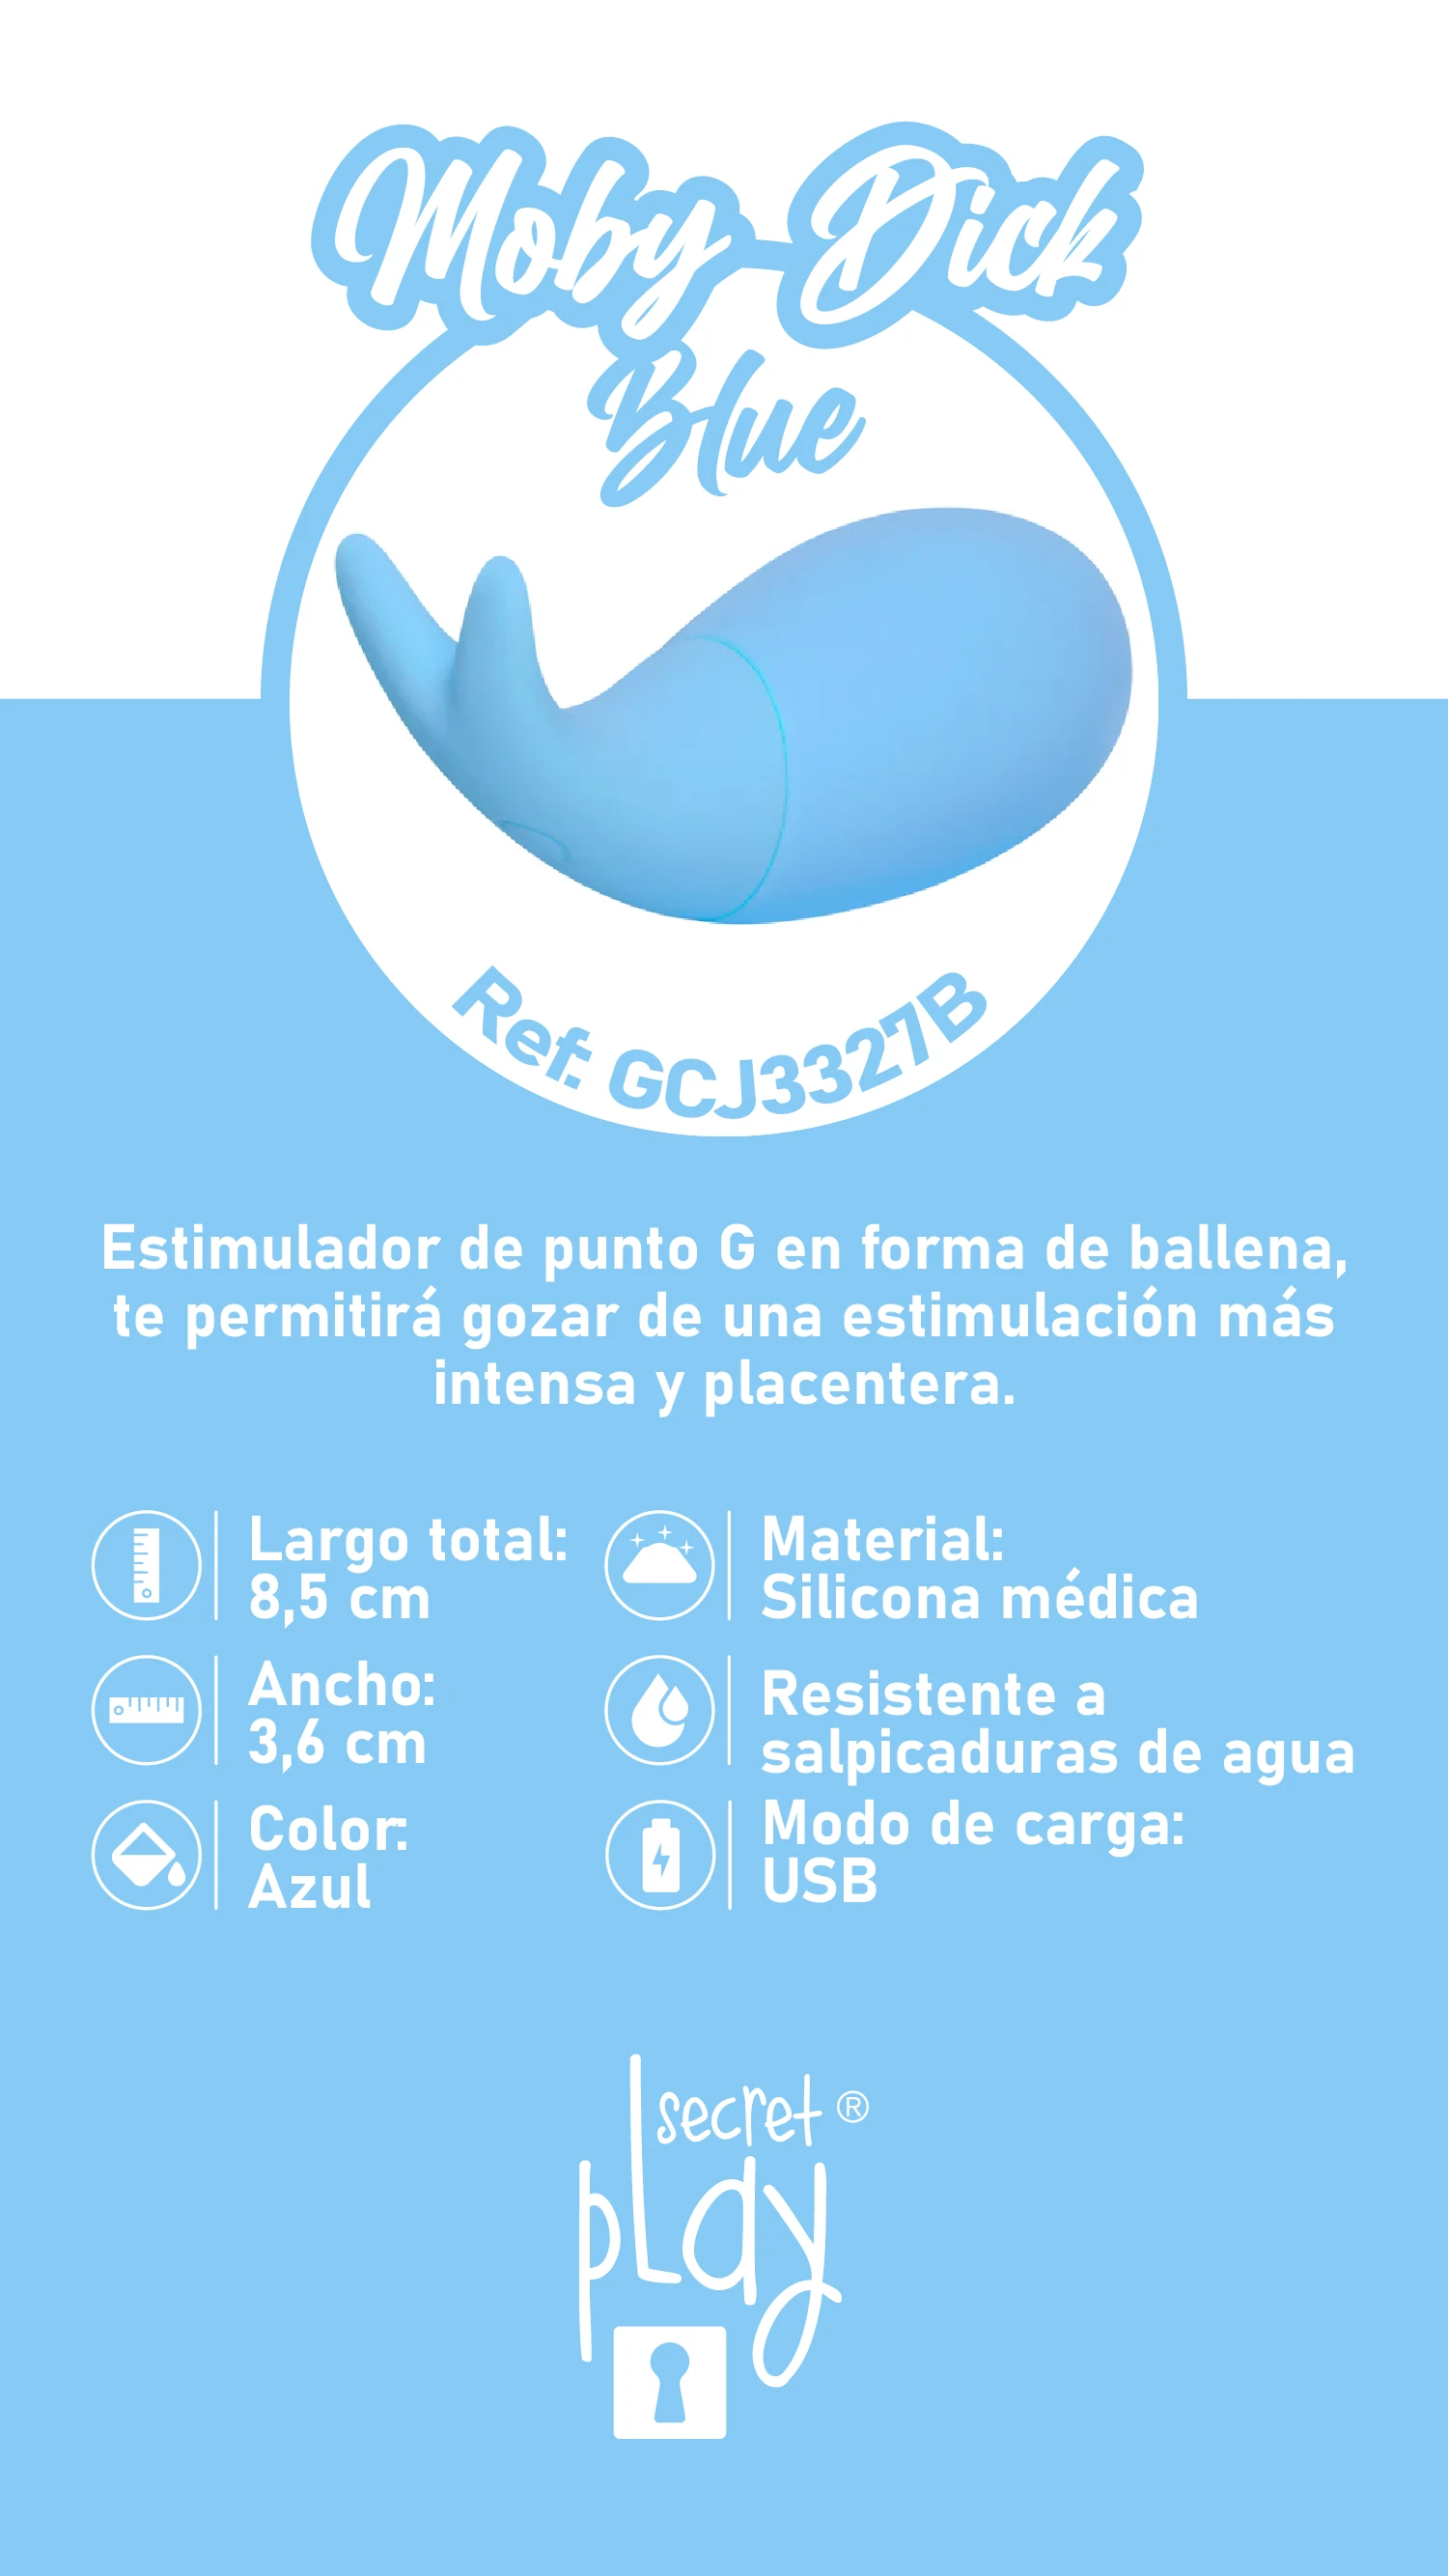 Moby Dick
Blue
Ref. GCJ3327B
Estimulador de punto G en forma de ballena,
te permitirá gozar de una estimulación más
intensa y placentera.
Largo total:
8,5 cm
Material:
Silicona médica
Ancho:
3,6 cm
Resistente a
salpicaduras de agua
Color:
Azul
Modo de carga:
USB
secret ®
play